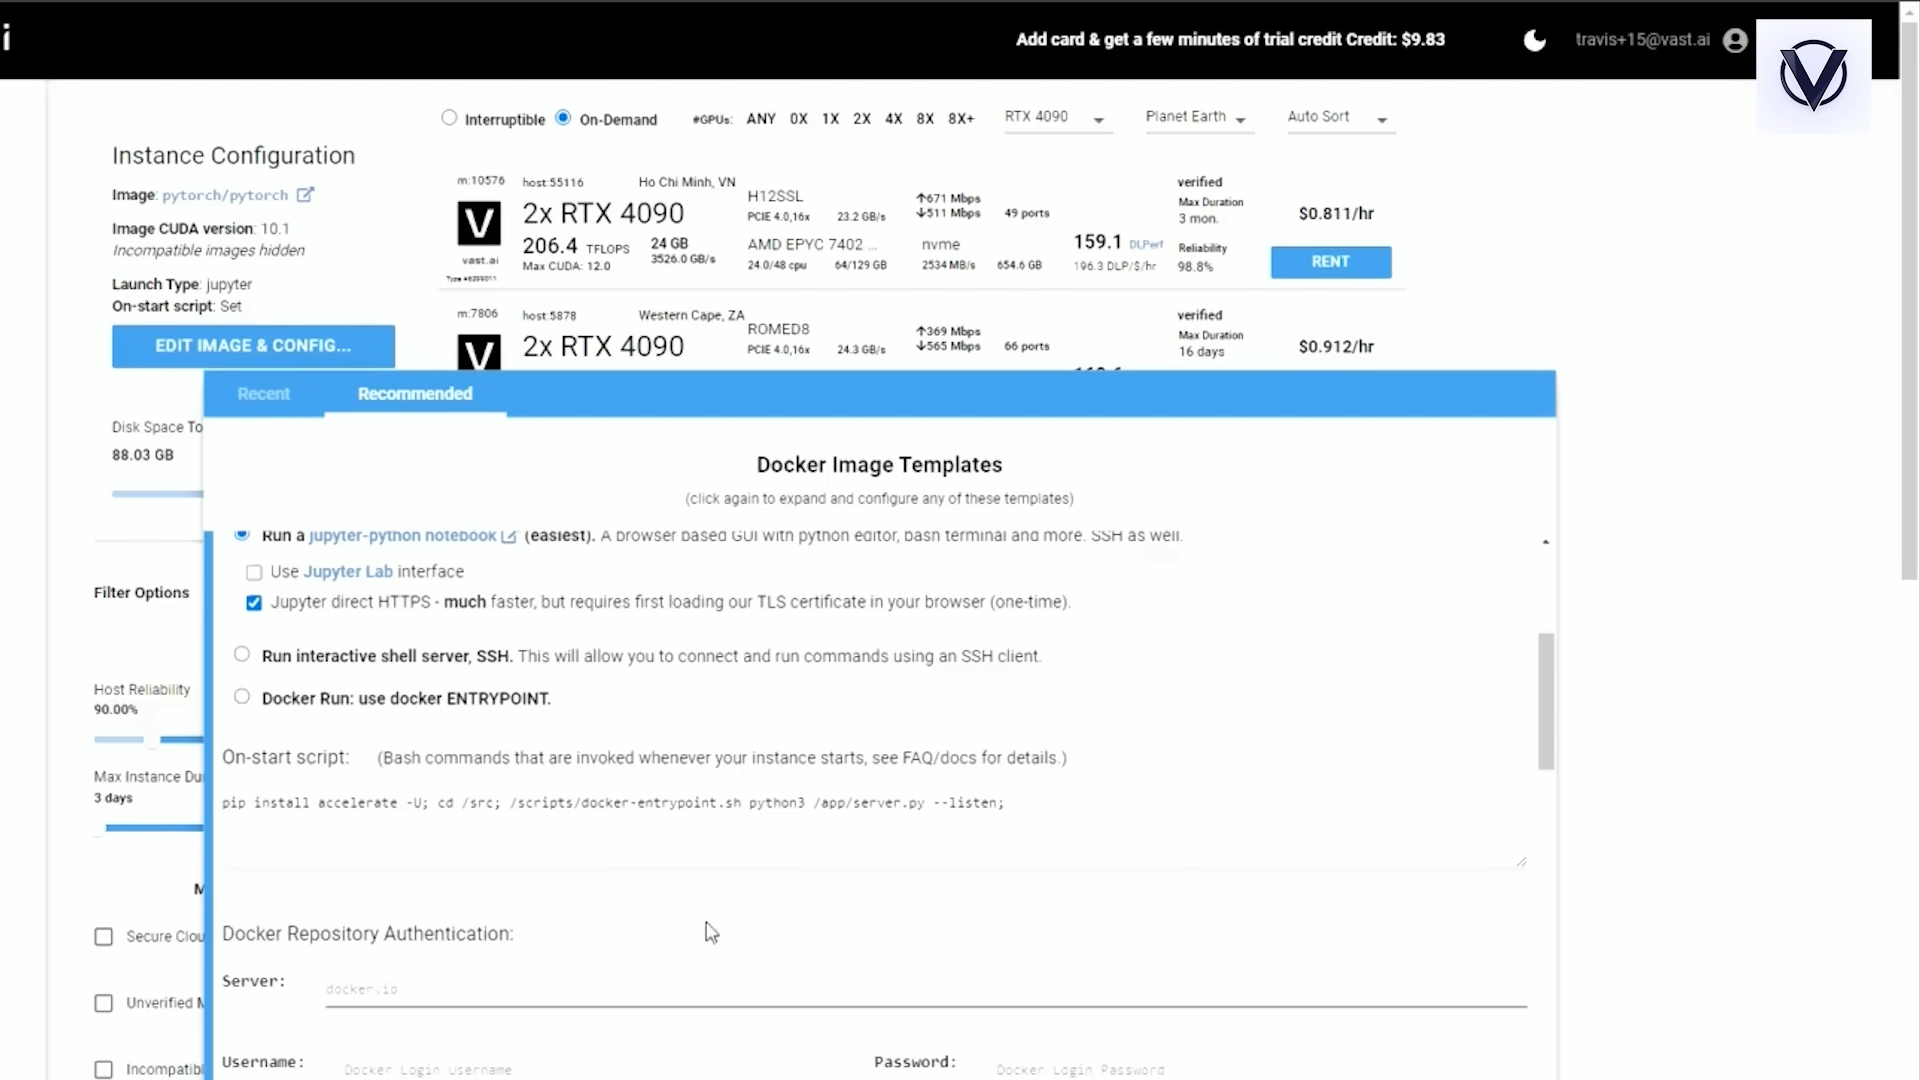 i
Add card & get a few minutes of trial credit Credit: $9.83
travis+15@vast.ai
V
Interruptible On-Demand #GPUs: ANY 0X 1X 2X 4X 8X 8X+ RTX 4090 Planet Earth Auto Sort
Instance Configuration
Image: pytorch/pytorch
Image CUDA version: 10.1
Incompatible images hidden
Launch Type: jupyter
On-start script: Set
EDIT IMAGE & CONFIG...
m:10576 host:55116 Ho Chi Minh, VN
V
vast.ai
2x RTX 4090
206.4 TFLOPS
Max CUDA: 12.0
24 GB
3526.0 GB/s
H12SSL
PCIE 4.0,16x 23.2 GB/s
AMD EPYC 7402 ...
24.0/48 cpu 64/129 GB
↑671 Mbps
↓511 Mbps
49 ports
nvme
2534 MB/s 654.6 GB
159.1 DLPerf
196.3 DLP/$/hr
verified
Max Duration
3 mon.
Reliability
98.8%
$0.811/hr
RENT
m:7806 host:5878 Western Cape, ZA
V
2x RTX 4090
ROMED8
PCIE 4.0,16x 24.3 GB/s
↑369 Mbps
↓565 Mbps
66 ports
verified
Max Duration
16 days
$0.912/hr
Disk Space To
88.03 GB
Filter Options
Host Reliability
90.00%
Max Instance Du
3 days
M
Secure Clou
Unverified M
Incompatibl
Recent Recommended
Docker Image Templates
(click again to expand and configure any of these templates)
Run a jupyter-python notebook (easiest). A browser based GUI with python editor, bash terminal and more. SSH as well.
Use Jupyter Lab interface
Jupyter direct HTTPS - much faster, but requires first loading our TLS certificate in your browser (one-time).
Run interactive shell server, SSH. This will allow you to connect and run commands using an SSH client.
Docker Run: use docker ENTRYPOINT.
On-start script: (Bash commands that are invoked whenever your instance starts, see FAQ/docs for details.)
pip install accelerate -U; cd /src; /scripts/docker-entrypoint.sh python3 /app/server.py --listen;
Docker Repository Authentication:
Server: docker.io
Username: Docker Login Username Password: Docker Login Password